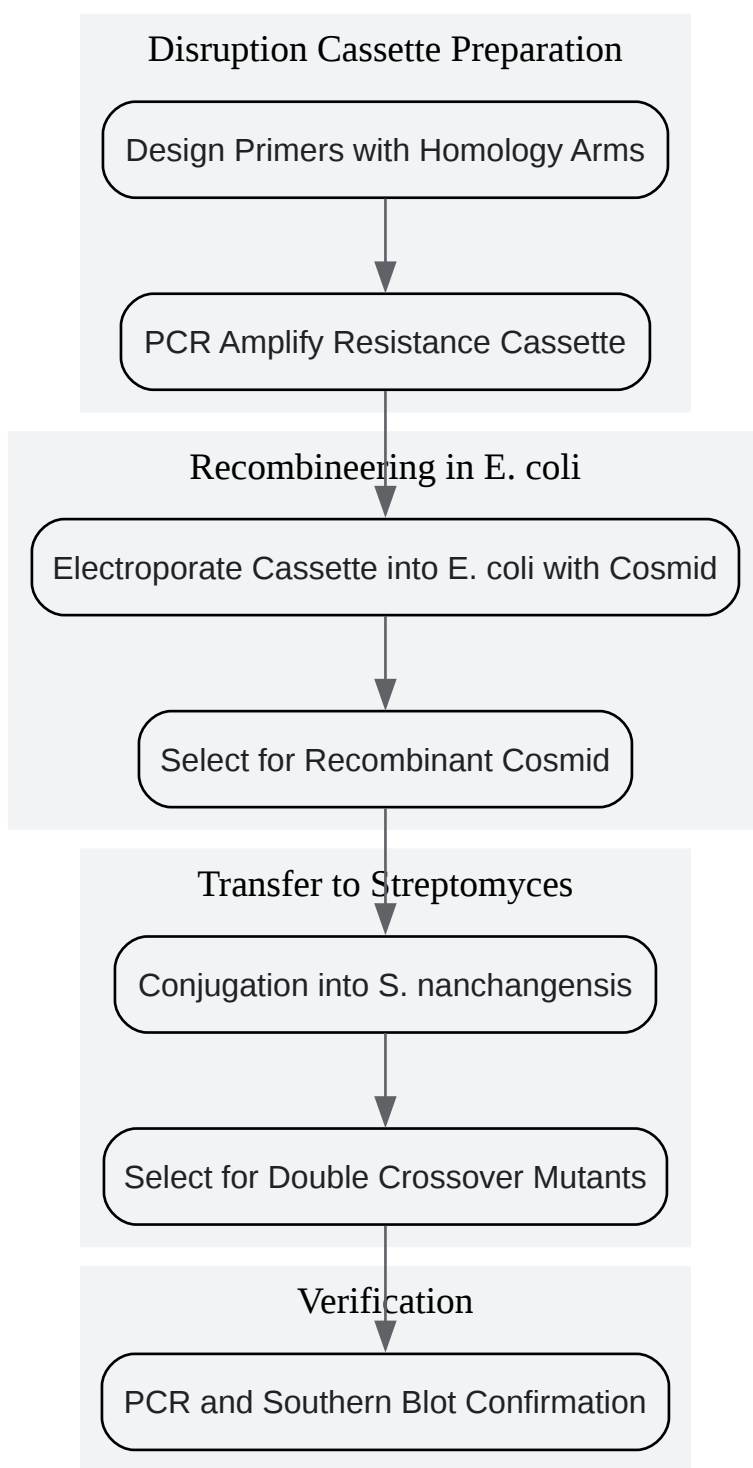 Disruption Cassette Preparation
Design Primers with Homology Arms
PCR Amplify Resistance Cassette
Recombineering in E. coli
Electroporate Cassette into E. coli with Cosmid
Select for Recombinant Cosmid
Transfer to Streptomyces
Conjugation into S. nanchangensis
Select for Double Crossover Mutants
Verification
PCR and Southern Blot Confirmation